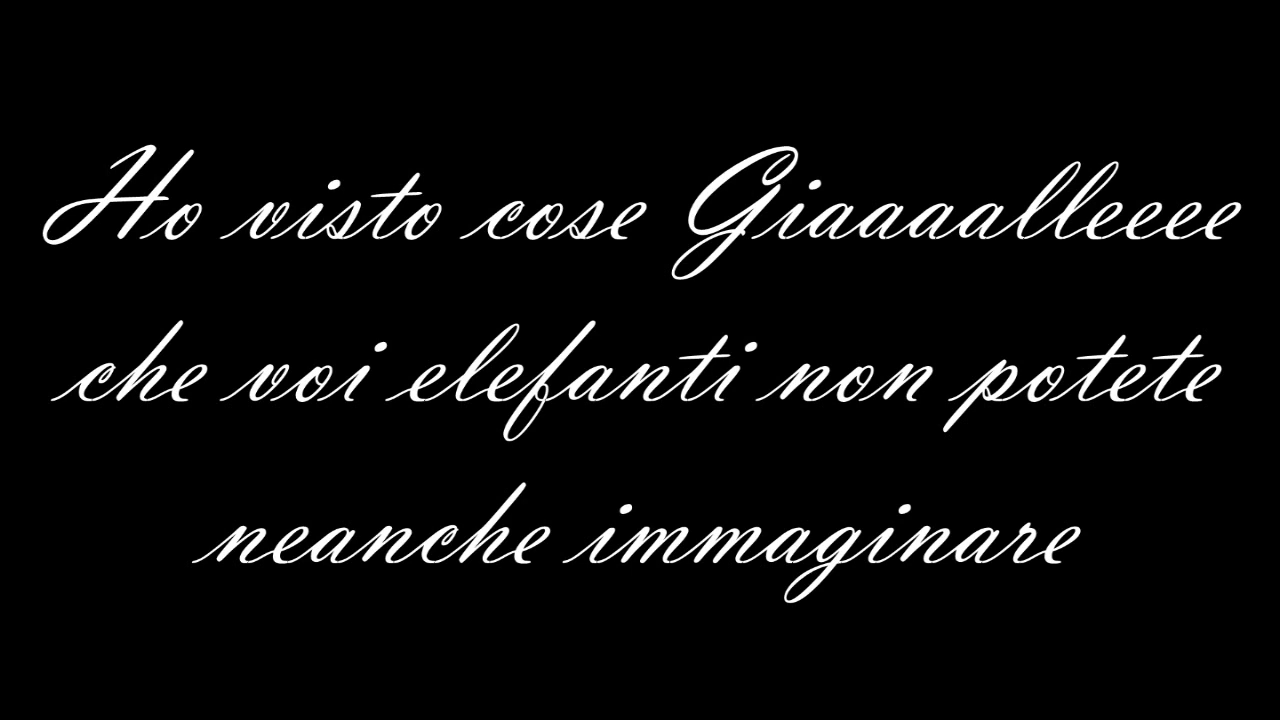 Ho visto cose Giaaaalleeee
che voi elefanti non potete
neanche immaginare